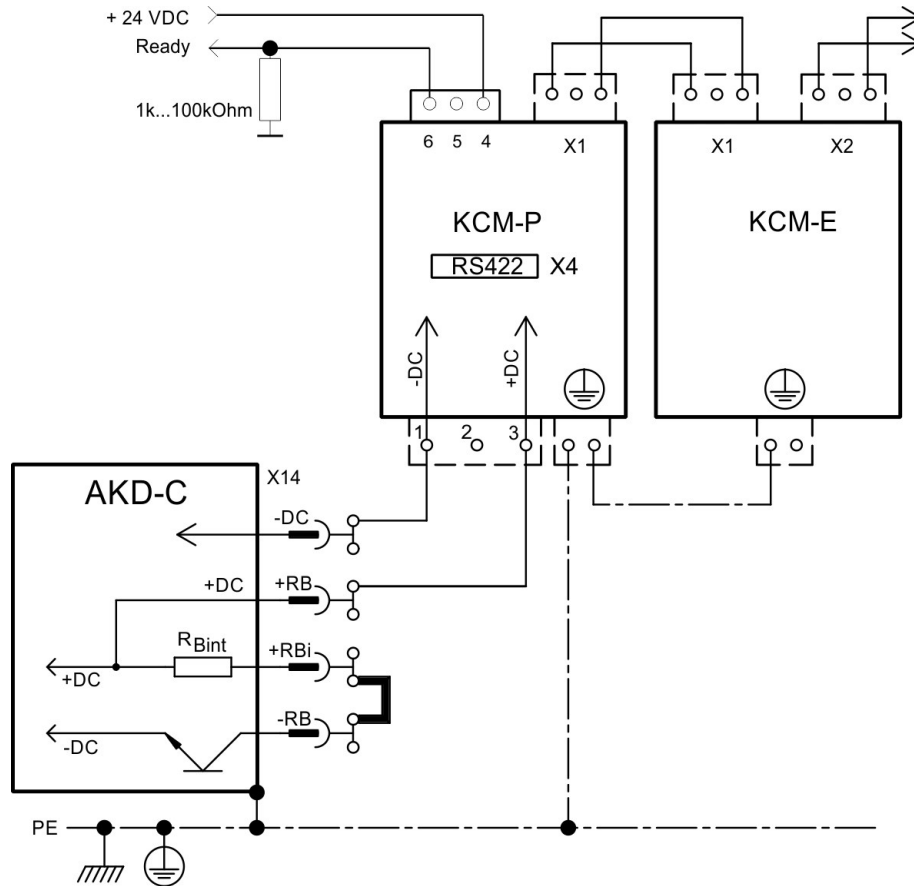 + 24 VDC
Ready
1k...100kOhm
6 5 4
X1
X1
X2
KCM-P
KCM-E
RS422
X4
-DC
+DC
1 2 3
AKD-C
X14
-DC
+DC
+RB
RBint
+RBi
+DC
-RB
-DC
PE